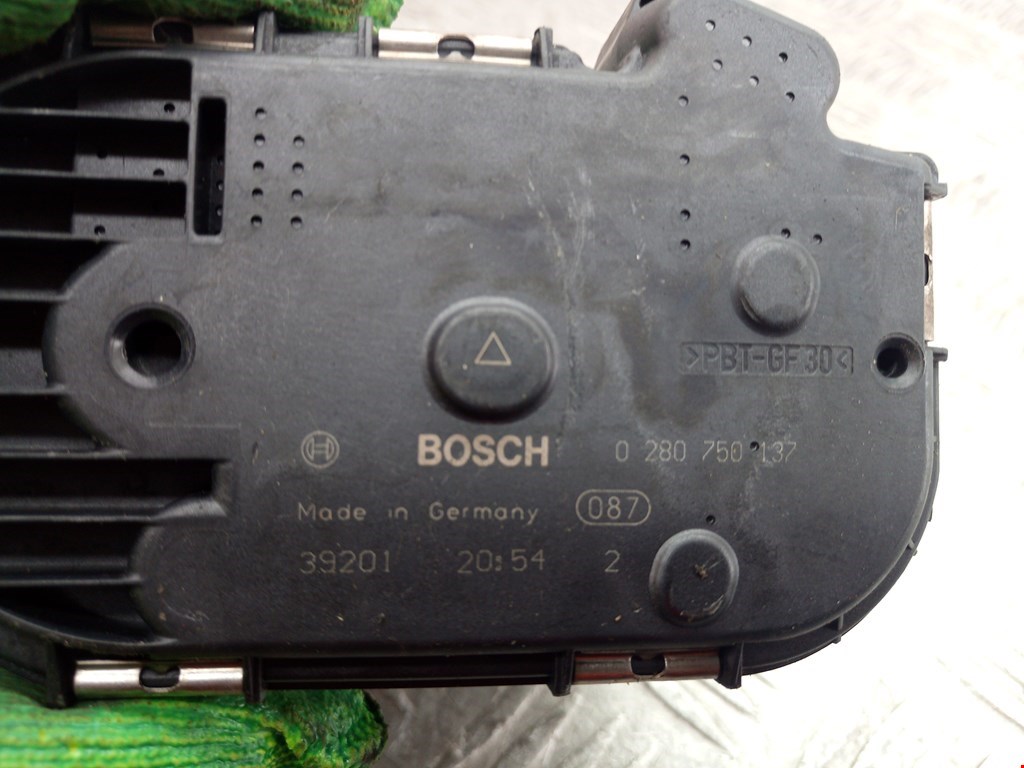 >PBT-GF30<
BOSCH 0 280 750 137
Made in Germany 087
39201 20:54 2